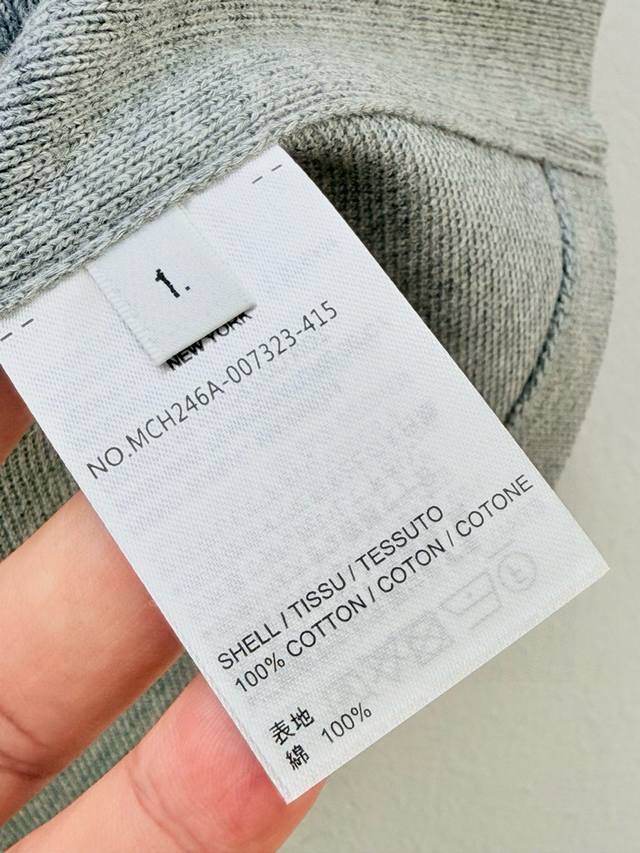 1.
NEW YORK
NO.MCH246A-007323-415
SHELL / TISSU / TESSUTO
100% COTTON / COTON / COTONE
表地
綿 100%